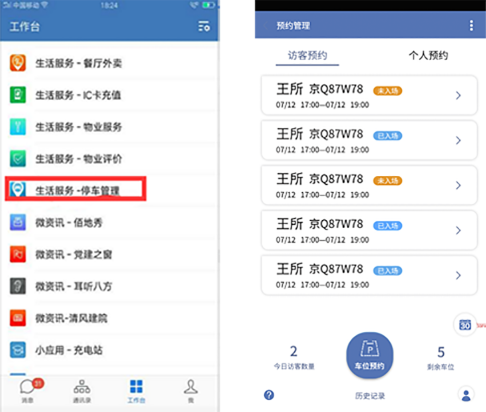 中国移动
18:24
工作台
生活服务 - 餐厅外卖
生活服务 - IC卡充值
生活服务 - 物业服务
生活服务 - 物业评价
生活服务 -停车管理
微资讯 - 佰地秀
微资讯 - 党建之窗
微资讯 - 耳听八方
微资讯-清风建院
小应用 - 充电站
消息
通讯录
工作台
我
预约管理
访客预约 个人预约
王所 京Q87W78 未入场
07/12 17:00—07/12 19:00
王所 京Q87W78 已入场
07/12 17:00—07/12 19:00
王所 京Q87W78 未入场
07/12 17:00—07/12 19:00
王所 京Q87W78 已入场
07/12 17:00—07/12 19:00
王所 京Q87W78 已入场
07/12 17:00—07/12 19:00
30
2
今日访客数量
P
车位预约
5
剩余车位
?
历史记录